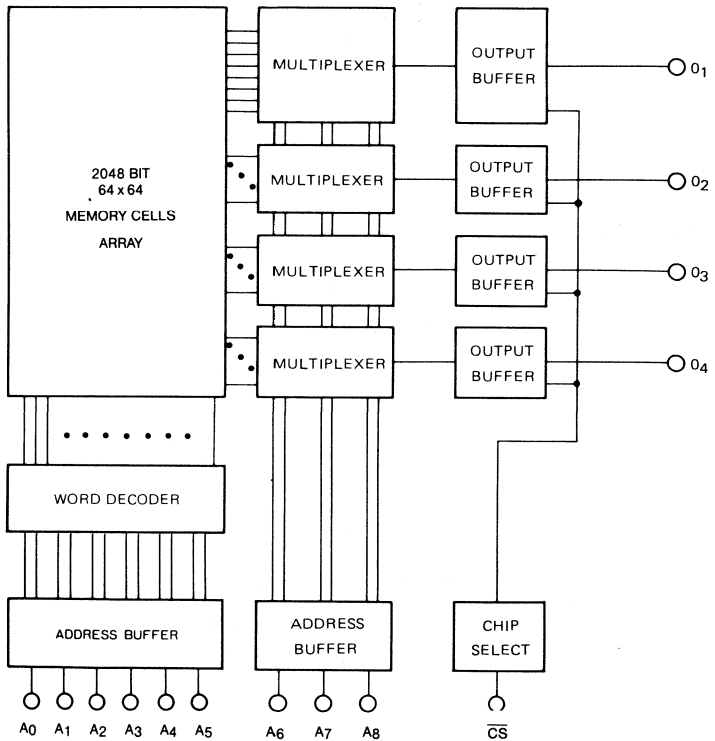 MULTIPLEXER
OUTPUT
BUFFER
O1
2048 BIT
64 x 64
MEMORY CELLS
ARRAY
MULTIPLEXER
OUTPUT
BUFFER
O2
MULTIPLEXER
OUTPUT
BUFFER
O3
MULTIPLEXER
OUTPUT
BUFFER
O4
WORD DECODER
ADDRESS BUFFER
ADDRESS
BUFFER
CHIP
SELECT
A0 A1 A2 A3 A4 A5 A6 A7 A8 C̅S̅